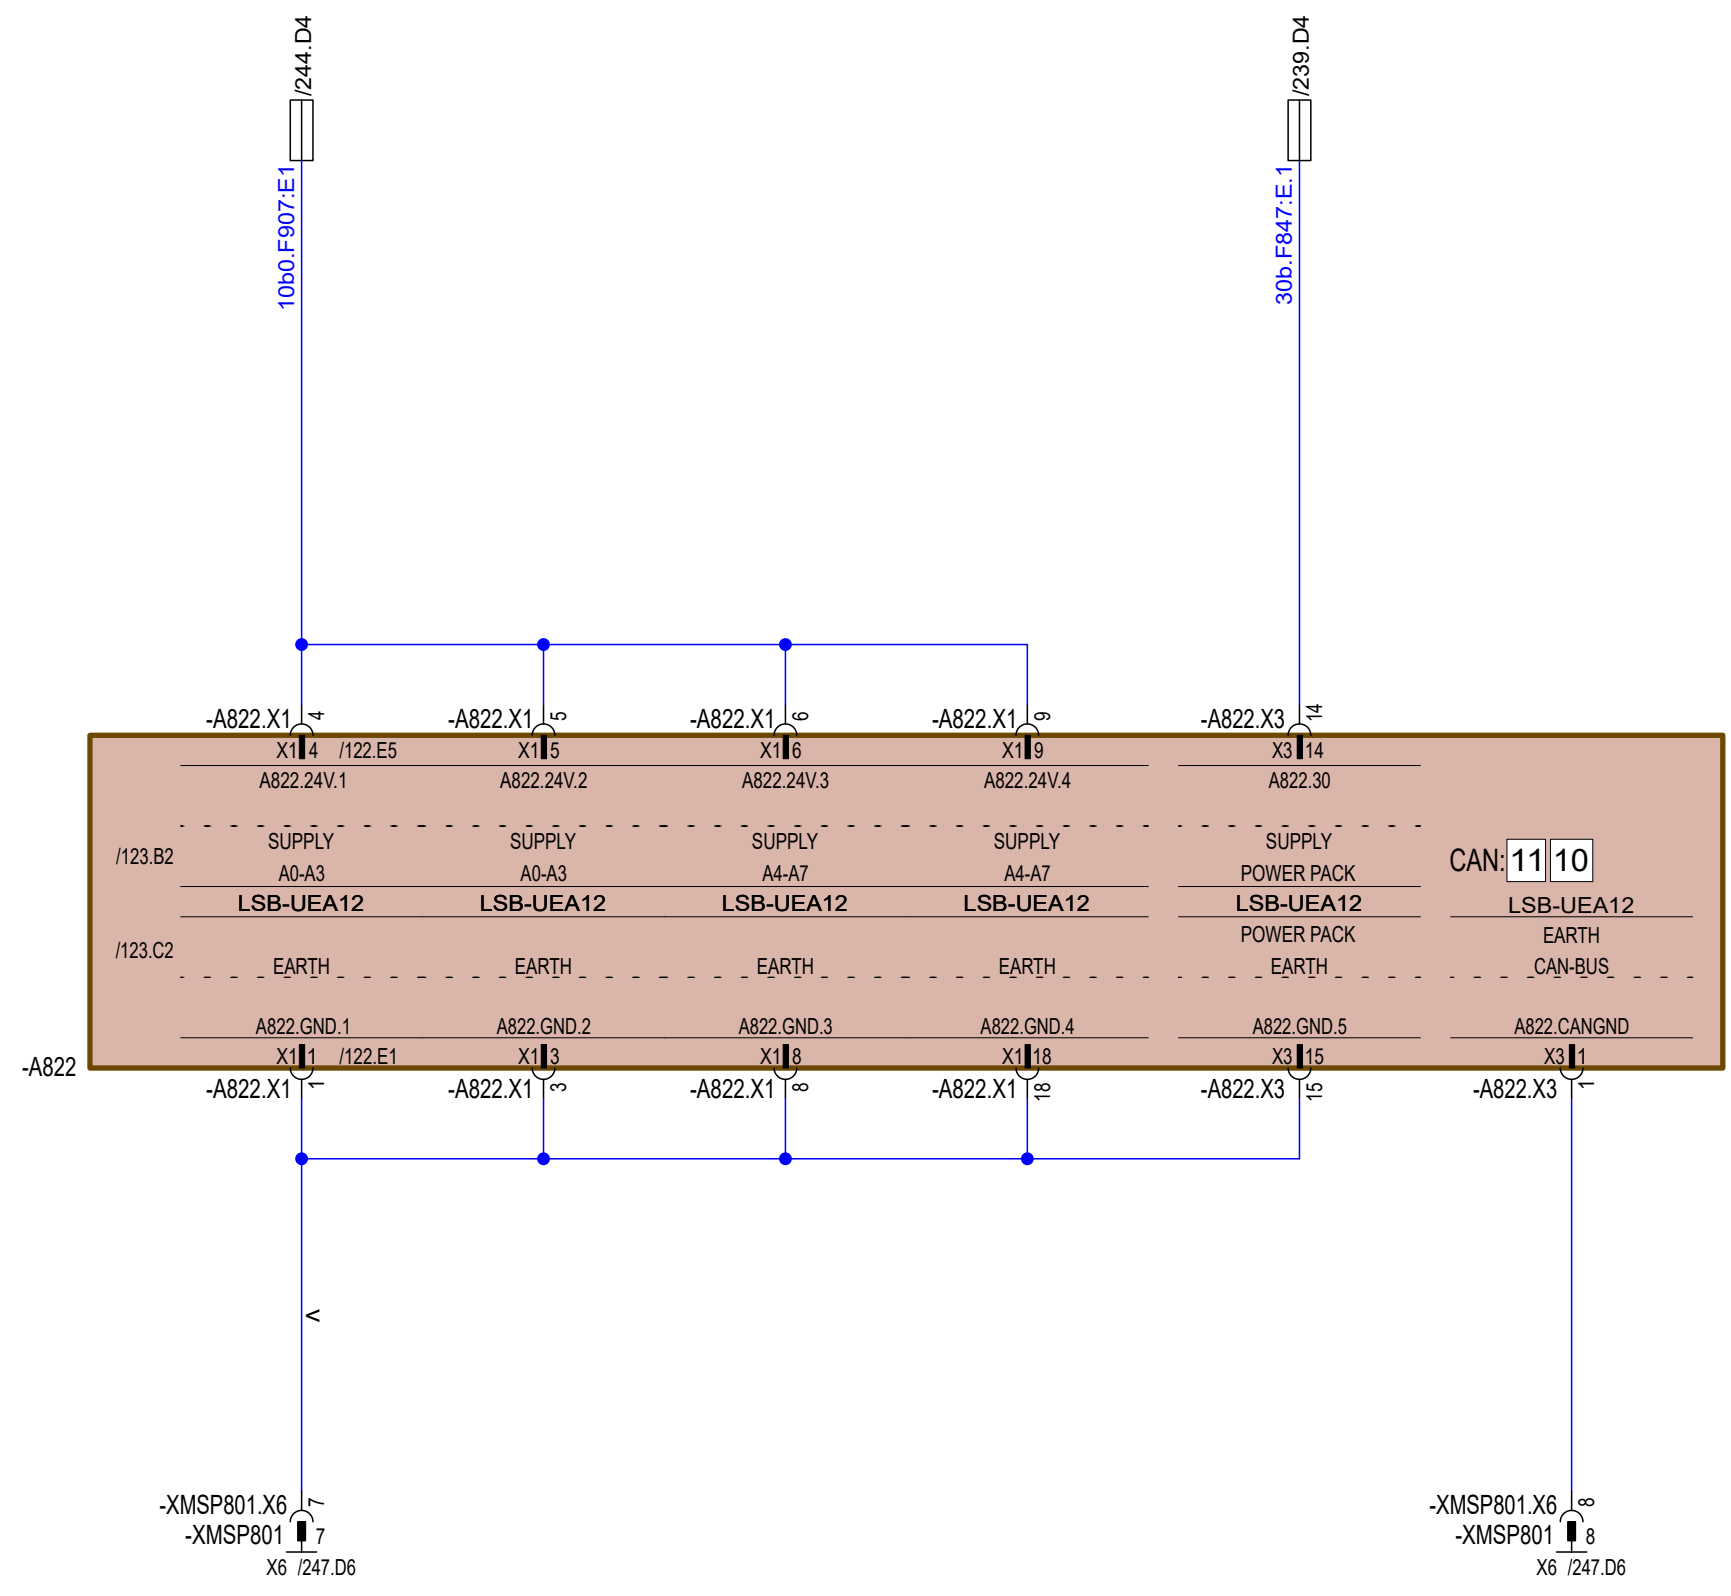 /244.D4
/239.D4
10b0.F907:E1
30b.F847:E.1
-A822.X1 4 -A822.X1 5 -A822.X1 6 -A822.X1 9 -A822.X3 14
X1 4 /122.E5 X1 5 X1 6 X1 9 X3 14
A822.24V.1 A822.24V.2 A822.24V.3 A822.24V.4 A822.30
SUPPLY SUPPLY SUPPLY SUPPLY SUPPLY
/123.B2
A0-A3 A0-A3 A4-A7 A4-A7 POWER PACK
CAN: 11 10
LSB-UEA12 LSB-UEA12 LSB-UEA12 LSB-UEA12 LSB-UEA12 LSB-UEA12
POWER PACK EARTH
/123.C2
EARTH EARTH EARTH EARTH EARTH CAN-BUS
A822.GND.1 A822.GND.2 A822.GND.3 A822.GND.4 A822.GND.5 A822.CANGND
X1 1 /122.E1 X1 3 X1 8 X1 18 X3 15 X3 1
-A822
-A822.X1 1 -A822.X1 3 -A822.X1 8 -A822.X1 18 -A822.X3 15 -A822.X3 1
<
-XMSP801.X6 7 -XMSP801.X6 8
-XMSP801 7 -XMSP801 8
X6 /247.D6 X6 /247.D6